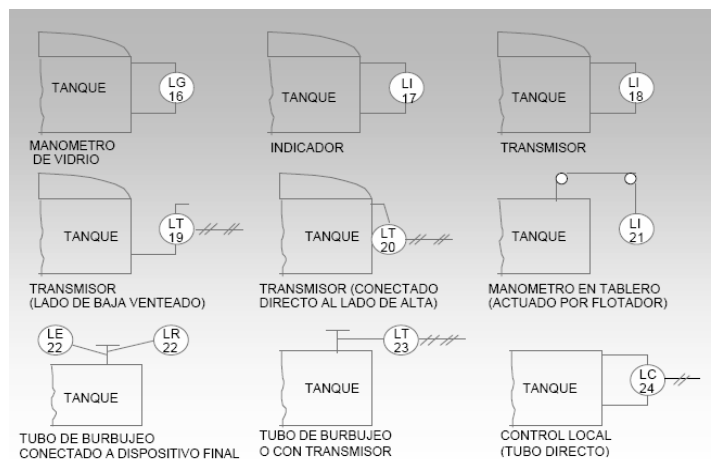 TANQUE
LG
16
MANOMETRO
DE VIDRIO
TANQUE
LI
17
INDICADOR
TANQUE
LI
18
TRANSMISOR
TANQUE
LT
19
TRANSMISOR
(LADO DE BAJA VENTEADO)
TANQUE
LT
20
TRANSMISOR (CONECTADO
DIRECTO AL LADO DE ALTA)
TANQUE
LI
21
MANOMETRO EN TABLERO
(ACTUADO POR FLOTADOR)
LE
22
LR
22
TANQUE
TUBO DE BURBUJEO
CONECTADO A DISPOSITIVO FINAL
LT
23
TANQUE
TUBO DE BURBUJEO
O CON TRANSMISOR
TANQUE
LC
24
CONTROL LOCAL
(TUBO DIRECTO)